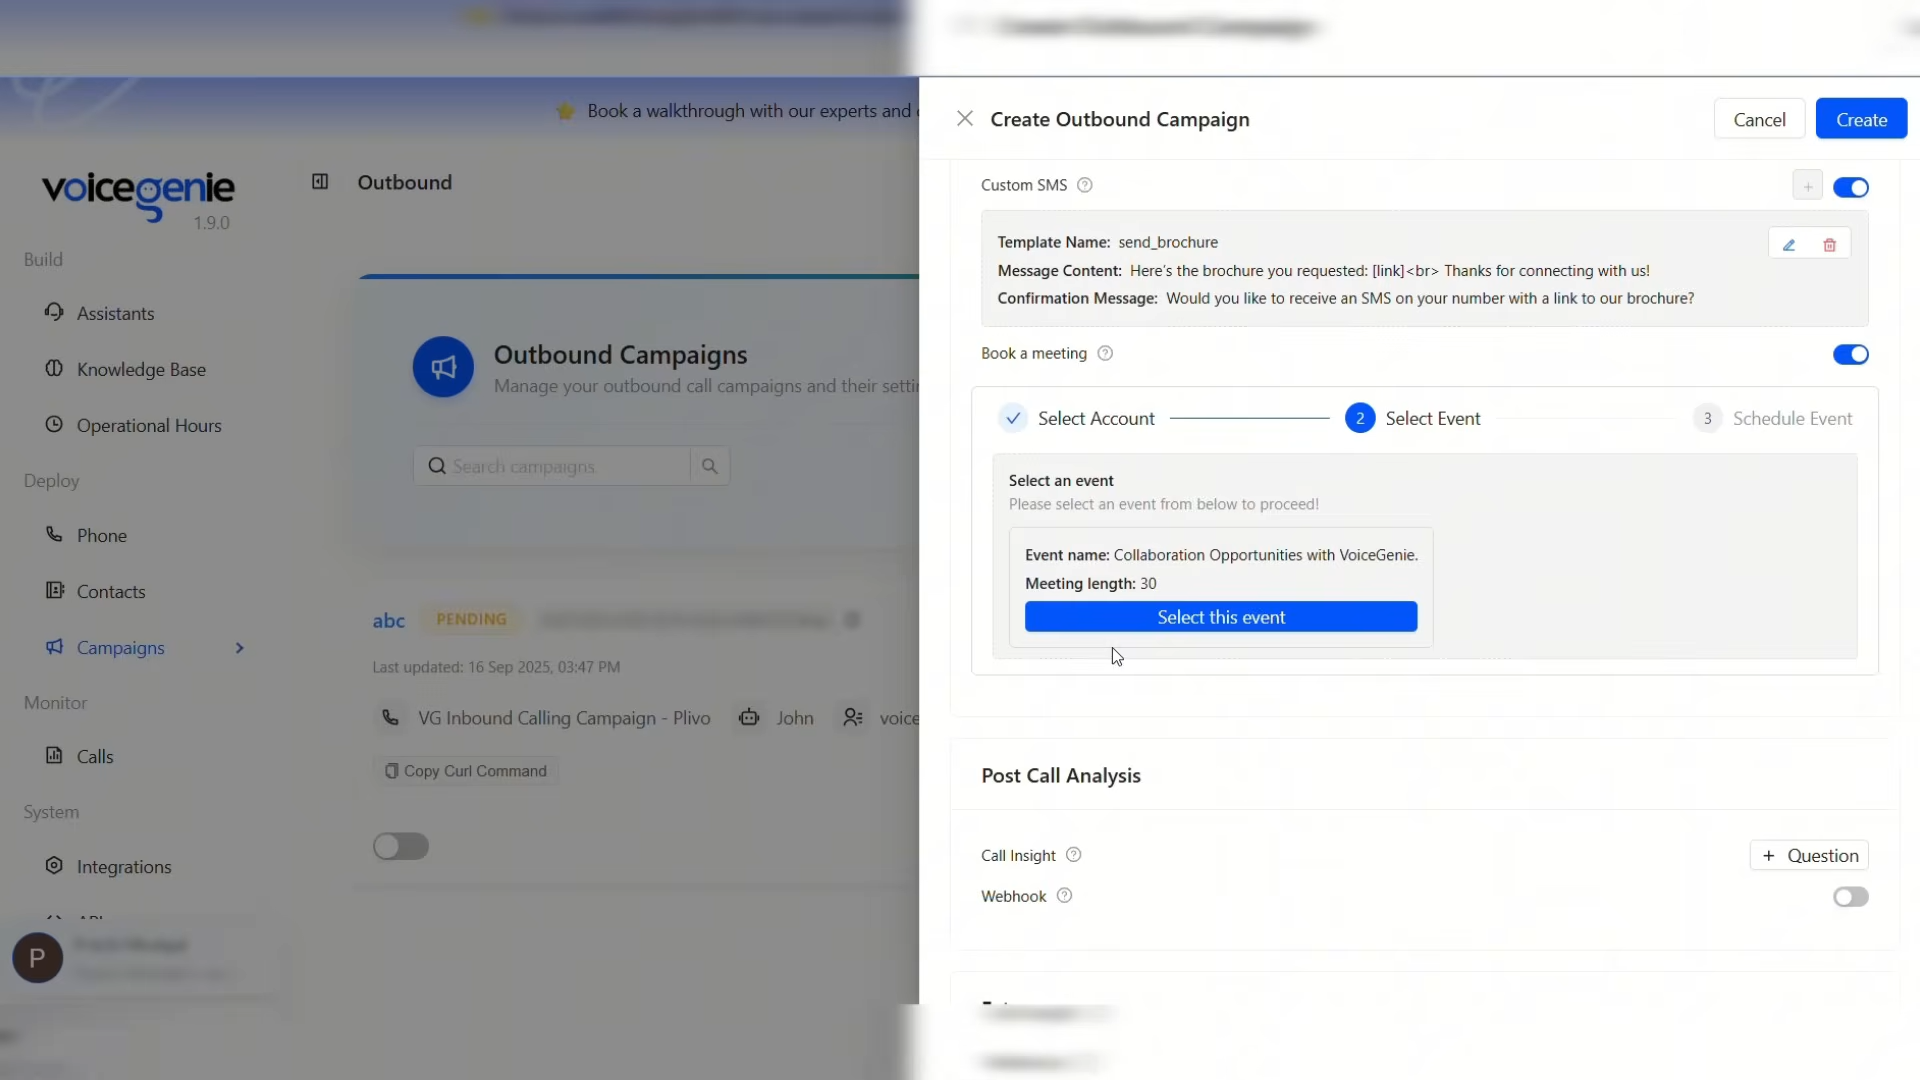 Book a walkthrough with our experts and
voicegenie
1.9.0
Outbound
Build
Assistants
Knowledge Base
Operational Hours
Deploy
Phone
Contacts
Campaigns
Monitor
Calls
System
Integrations
P
Outbound Campaigns
Manage your outbound call campaigns and their
Search campaigns.
abc PENDING
Last updated: 16 Sep 2025, 03:47 PM
VG Inbound Calling Campaign - Plivo John voice
Copy Curl Command
Create Outbound Campaign
Cancel
Create
Custom SMS
Template Name: send_brochure
Message Content: Here's the brochure you requested: [link]<br> Thanks for connecting with us!
Confirmation Message: Would you like to receive an SMS on your number with a link to our brochure?
Book a meeting
Select Account 2 Select Event 3 Schedule Event
Select an event
Please select an event from below to proceed!
Event name: Collaboration Opportunities with VoiceGenie.
Meeting length: 30
Select this event
Post Call Analysis
Call Insight
+ Question
Webhook